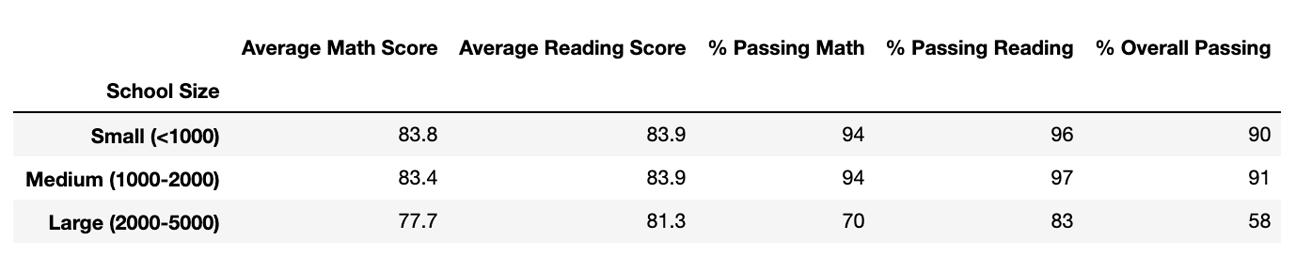 Average Math Score Average Reading Score % Passing Math % Passing Reading % Overall Passing
School Size
Small (<1000) 83.8 83.9 94 96 90
Medium (1000-2000) 83.4 83.9 94 97 91
Large (2000-5000) 77.7 81.3 70 83 58